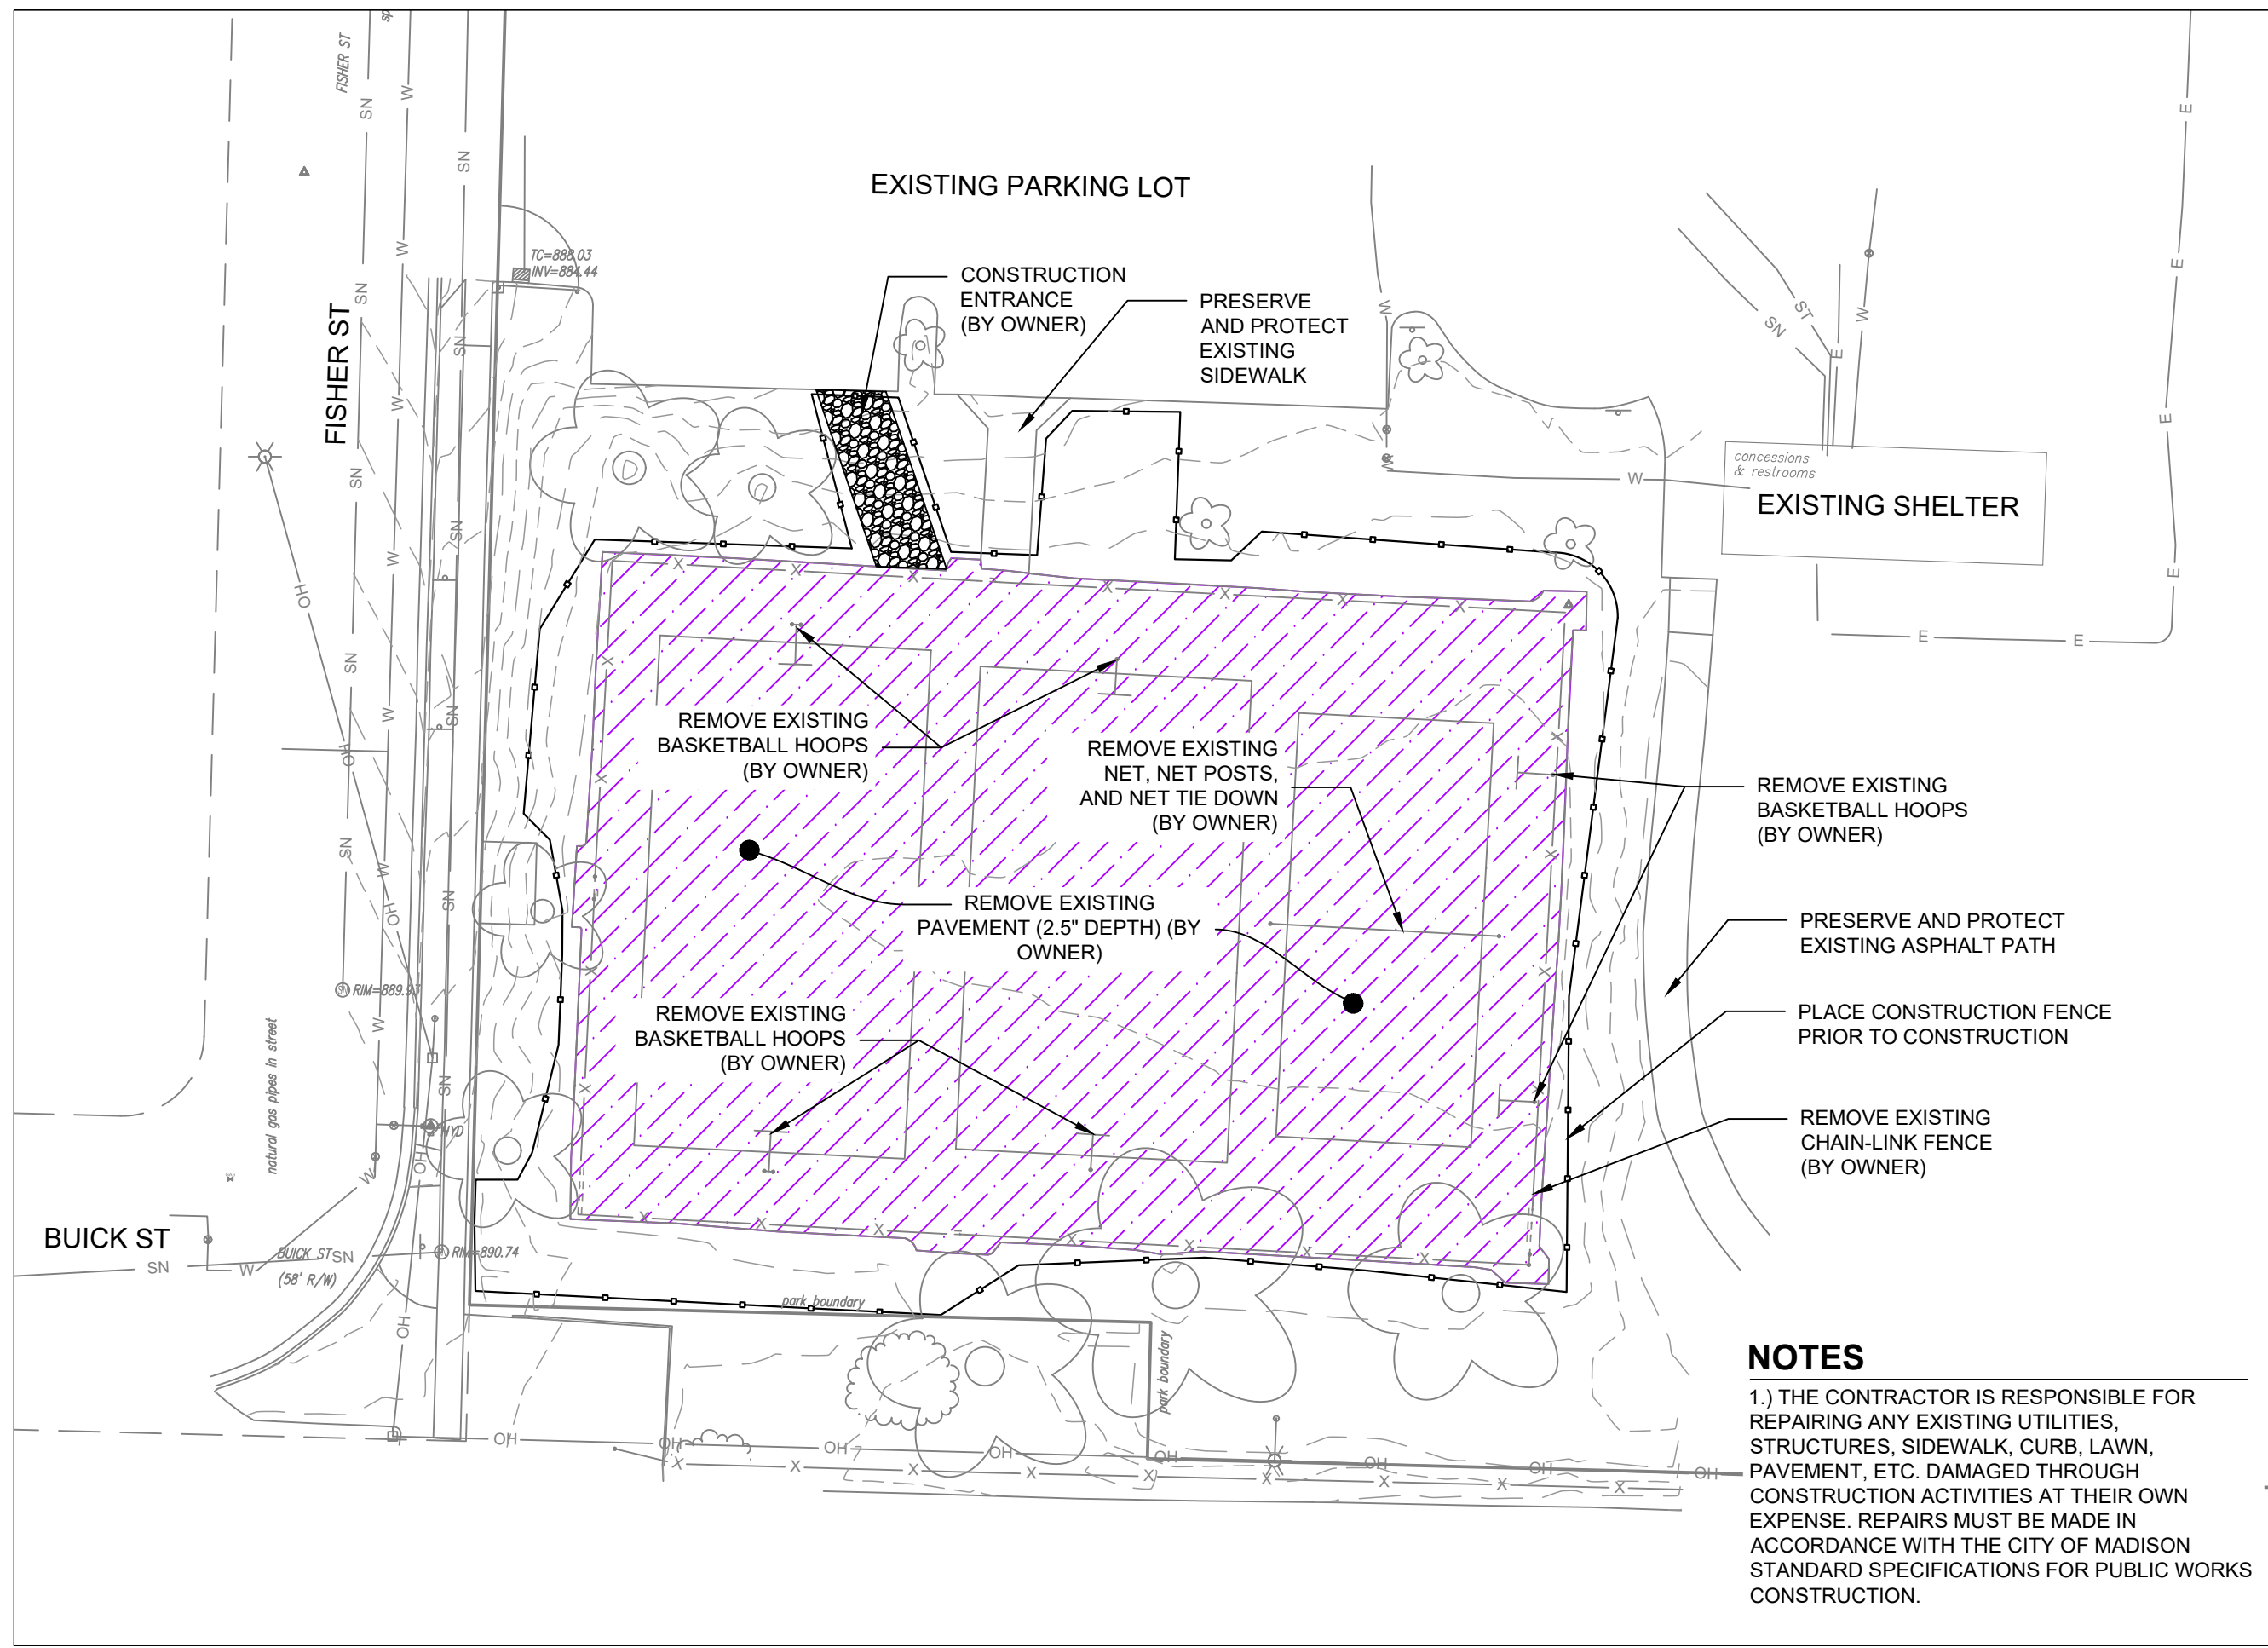 FISHER ST
EXISTING PARKING LOT
TC=888.03
INV=884.44
CONSTRUCTION
ENTRANCE
(BY OWNER)
PRESERVE
AND PROTECT
EXISTING
SIDEWALK
FISHER ST
concessions
& restrooms
EXISTING SHELTER
REMOVE EXISTING
BASKETBALL HOOPS
(BY OWNER)
REMOVE EXISTING
NET, NET POSTS,
AND NET TIE DOWN
(BY OWNER)
REMOVE EXISTING
BASKETBALL HOOPS
(BY OWNER)
REMOVE EXISTING
PAVEMENT (2.5" DEPTH) (BY
OWNER)
PRESERVE AND PROTECT
EXISTING ASPHALT PATH
RIM=889.93
REMOVE EXISTING
BASKETBALL HOOPS
(BY OWNER)
PLACE CONSTRUCTION FENCE
PRIOR TO CONSTRUCTION
natural gas pipes in street
HYD
REMOVE EXISTING
CHAIN-LINK FENCE
(BY OWNER)
BUICK ST
BUICK ST
(58' R/W)
RIM=890.74
park boundary
park boundary
NOTES
1.) THE CONTRACTOR IS RESPONSIBLE FOR
REPAIRING ANY EXISTING UTILITIES,
STRUCTURES, SIDEWALK, CURB, LAWN,
PAVEMENT, ETC. DAMAGED THROUGH
CONSTRUCTION ACTIVITIES AT THEIR OWN
EXPENSE. REPAIRS MUST BE MADE IN
ACCORDANCE WITH THE CITY OF MADISON
STANDARD SPECIFICATIONS FOR PUBLIC WORKS
CONSTRUCTION.